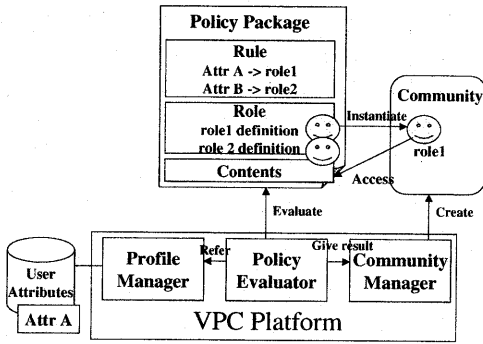 Policy Package
Rule
Attr A -> role1
Attr B -> role2
Role
role1 definition
role 2 definition
Contents
Community
Instantiate
role1
Access
Evaluate
Create
User
Attributes
Attr A
Profile
Manager
Refer
Policy
Evaluator
Give result
Community
Manager
VPC Platform